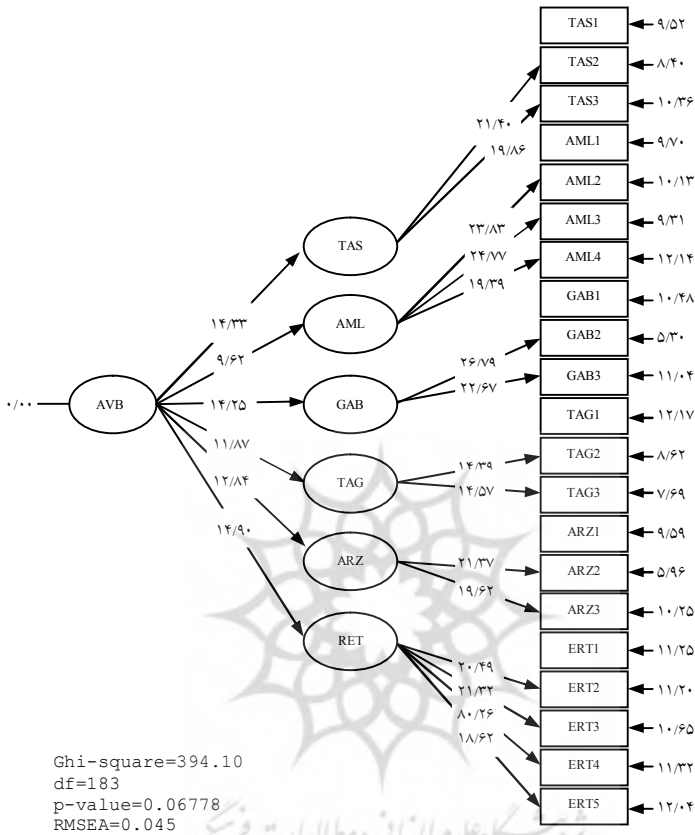 TAS1 ۹/۵۲
TAS2 ۸/۴۰
TAS3 ۱۰/۳۶
AML1 ۹/۷۰
AML2 ۱۰/۱۳
AML3 ۹/۳۱
AML4 ۱۲/۱۴
GAB1 ۱۰/۴۸
GAB2 ۵/۳۰
GAB3 ۱۱/۰۴
TAG1 ۱۲/۱۷
TAG2 ۸/۶۲
TAG3 ۷/۶۹
ARZ1 ۹/۵۹
ARZ2 ۵/۹۶
ARZ3 ۱۰/۲۵
ERT1 ۱۱/۲۵
ERT2 ۱۱/۲۰
ERT3 ۱۰/۶۵
ERT4 ۱۱/۳۲
ERT5 ۱۲/۰۴
۲۱/۴۰
۱۹/۸۶
۲۳/۸۳
۲۴/۷۷
۱۹/۳۹
۲۶/۷۹
۲۲/۶۷
۱۴/۳۹
۱۴/۵۷
۲۱/۳۷
۱۹/۶۲
۲۰/۴۹
۲۱/۳۲
۸۰/۲۶
۱۸/۶۲
TAS
AML
GAB
TAG
ARZ
RET
۱۴/۳۳
۹/۶۲
۱۴/۲۵
۱۱/۸۷
۱۲/۸۴
۱۴/۹۰
۰/۰۰ AVB
Ghi-square=394.10
df=183
p-value=0.06778
RMSEA=0.045